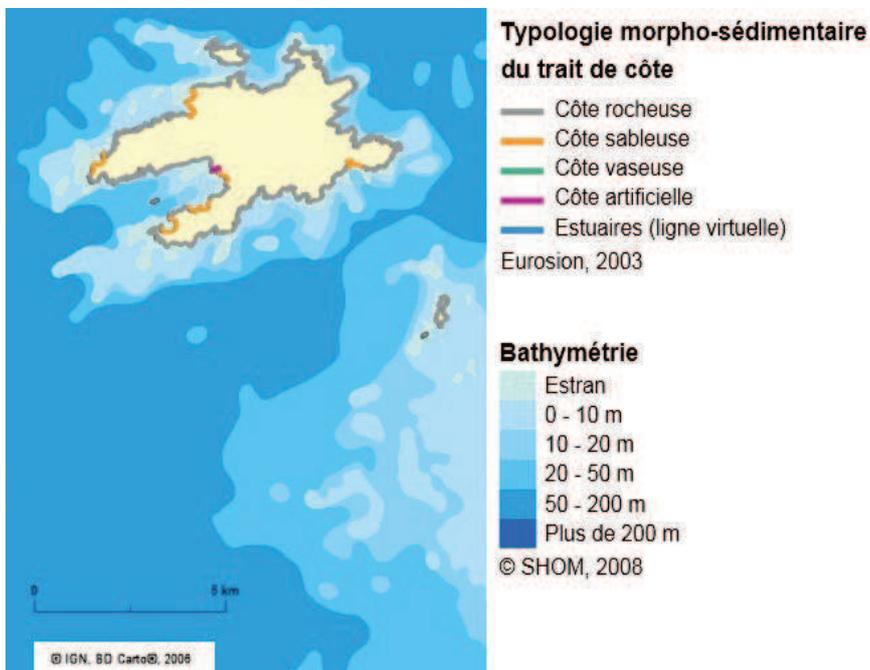 Typologie morpho-sédimentaire
du trait de côte
Côte rocheuse
Côte sableuse
Côte vaseuse
Côte artificielle
Estuaires (ligne virtuelle)
Eurosion, 2003
Bathymétrie
Estran
0 - 10 m
10 - 20 m
20 - 50 m
50 - 200 m
Plus de 200 m
© SHOM, 2008
0 5 km
© IGN, BD Carto®, 2006